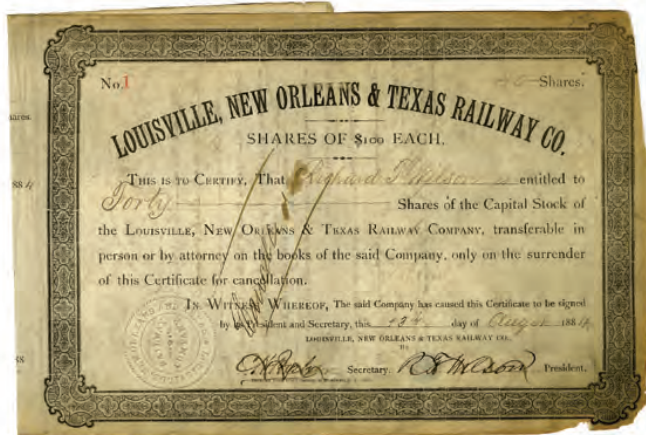 No. 1
40 Shares.
LOUISVILLE, NEW ORLEANS & TEXAS RAILWAY CO.
SHARES OF $100 EACH.
THIS IS TO CERTIFY, That Richard T. Wilson is entitled to
Forty Shares of the Capital Stock of
the LOUISVILLE, NEW ORLEANS & TEXAS RAILWAY COMPANY, transferable in
person or by attorney on the books of the said Company, only on the surrender
of this Certificate for cancellation.
IN WITNESS WHEREOF, The said Company has caused this Certificate to be signed
by its President and Secretary, this day of August 1884
LOUISVILLE, NEW ORLEANS & TEXAS RAILWAY CO.,
Secretary. R. T. Wilson President.